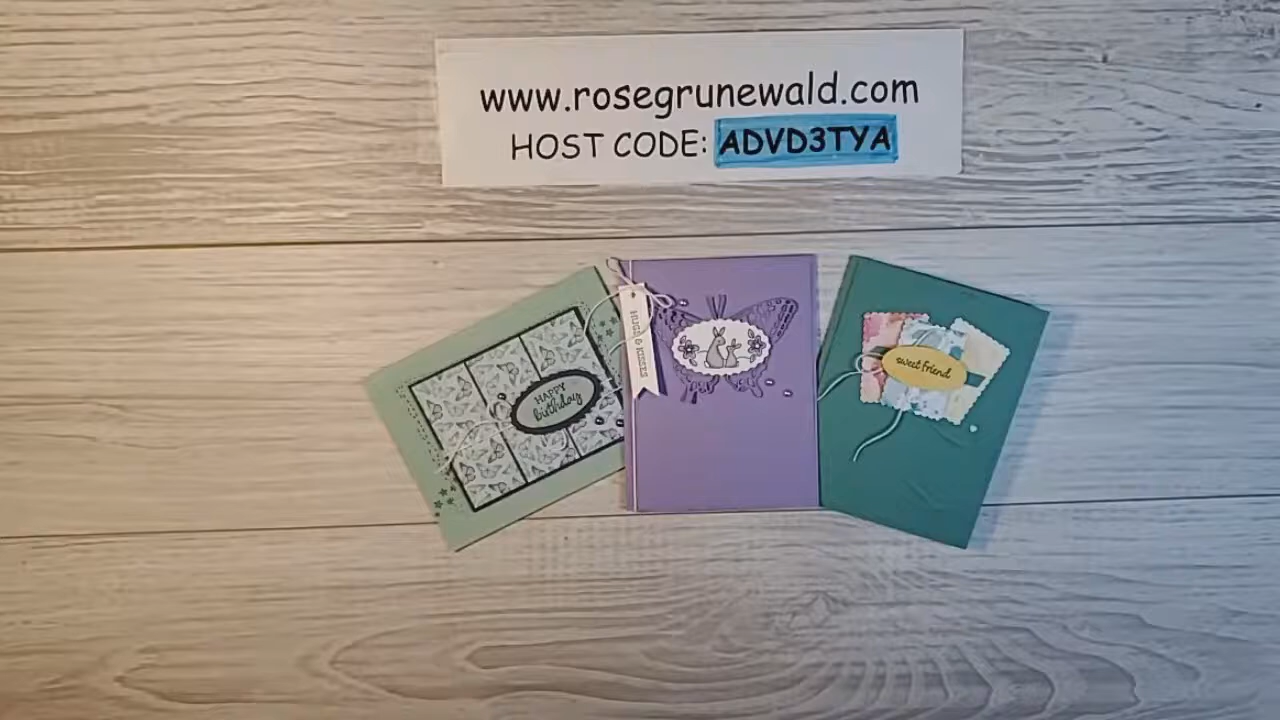 www.rosegrunewald.com
HOST CODE: ADVD3TYA
HAPPY
birthday
HUGS & KISSES
sweet friend